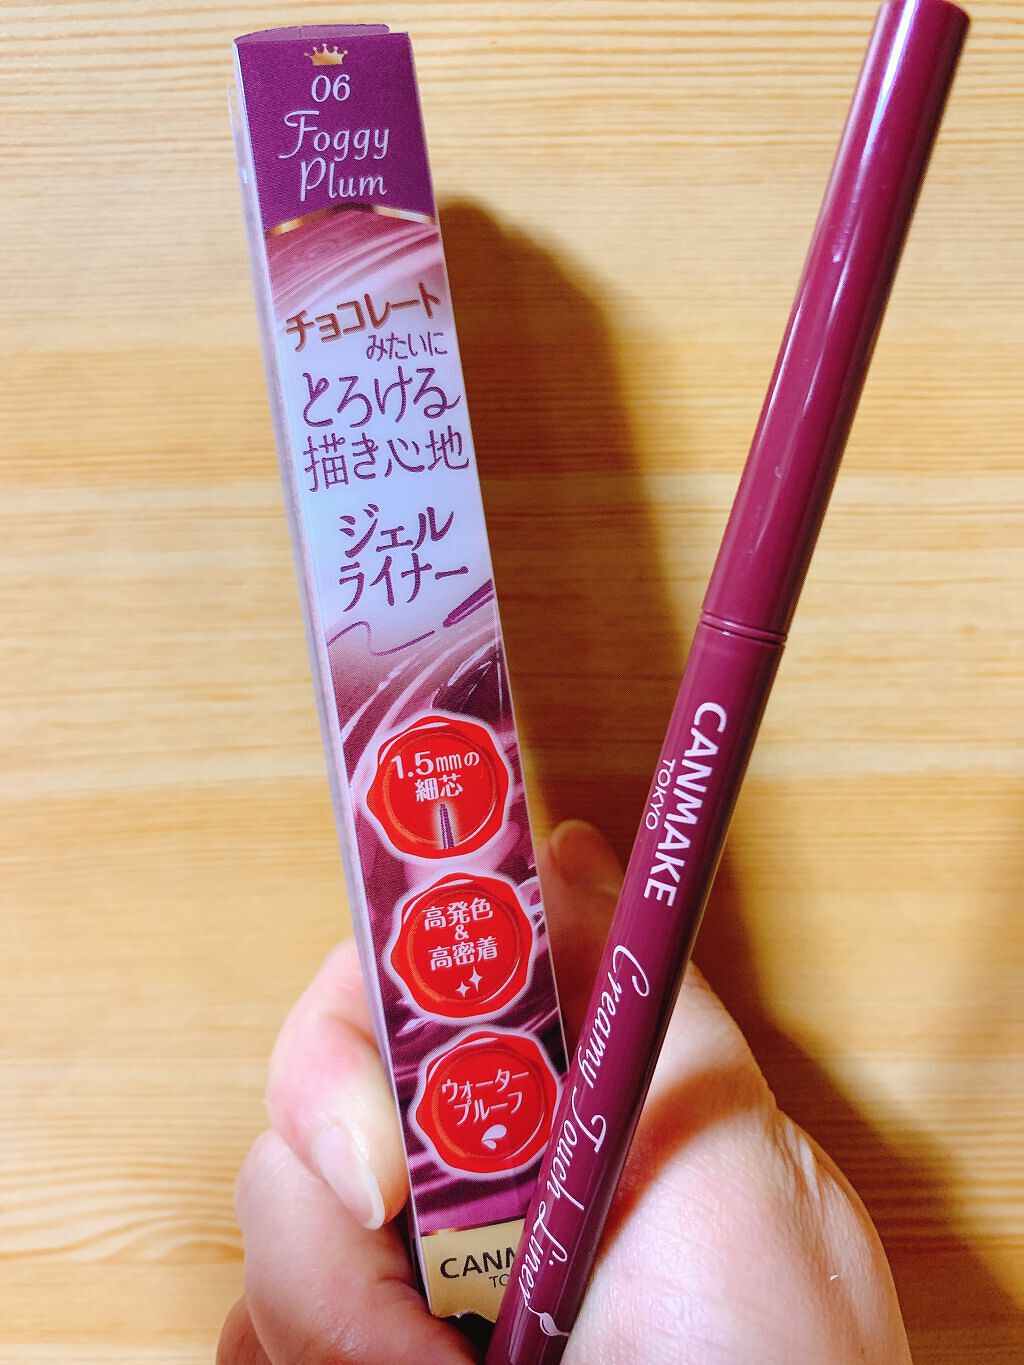 06
Foggy
Plum
チョコレート
みたいに
とろける
描き心地
ジェル
ライナー
1.5mmの
細芯
高発色
&
高密着
ウォーター
プルーフ
CANMAKE
TOKYO
Creamy Touch Liner